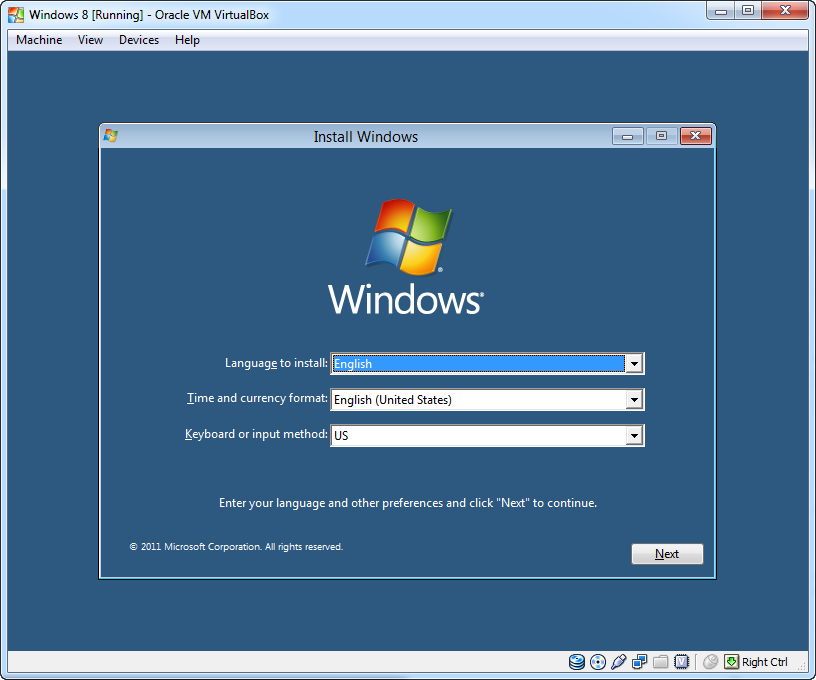 Windows 8 [Running] - Oracle VM VirtualBox
Machine View Devices Help
Install Windows
Windows®
Language to install: English
Time and currency format: English (United States)
Keyboard or input method: US
Enter your language and other preferences and click "Next" to continue.
© 2011 Microsoft Corporation. All rights reserved.
Next
Right Ctrl